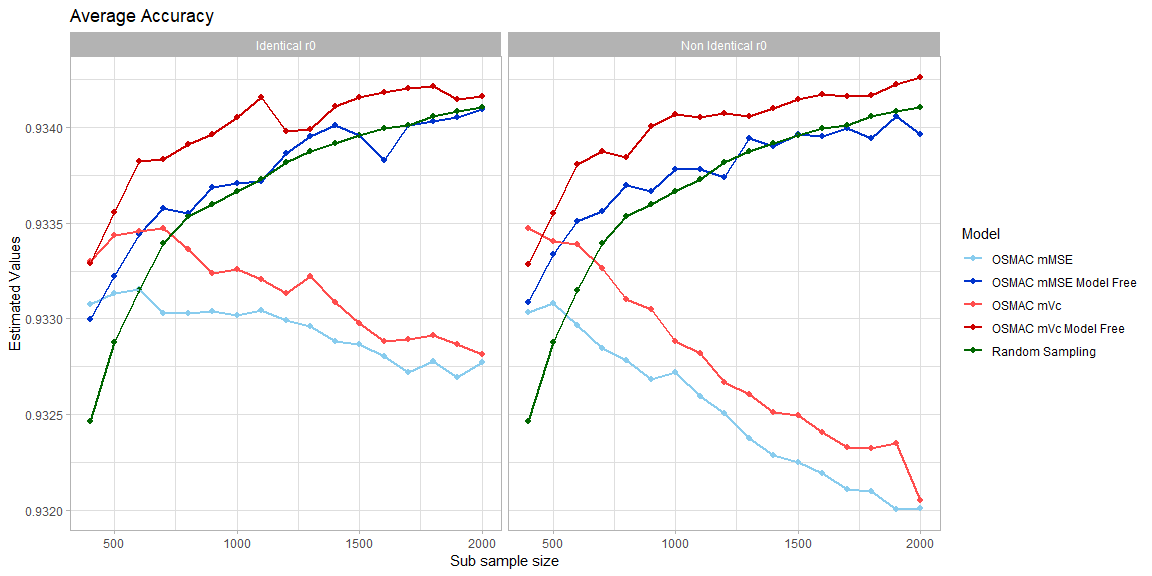 Average Accuracy
Identical r0
Non Identical r0
Estimated Values
0.9340
0.9335
0.9330
0.9325
0.9320
500
1000
1500
2000
500
1000
1500
2000
Sub sample size
Model
OSMAC mMSE
OSMAC mMSE Model Free
OSMAC mVc
OSMAC mVc Model Free
Random Sampling